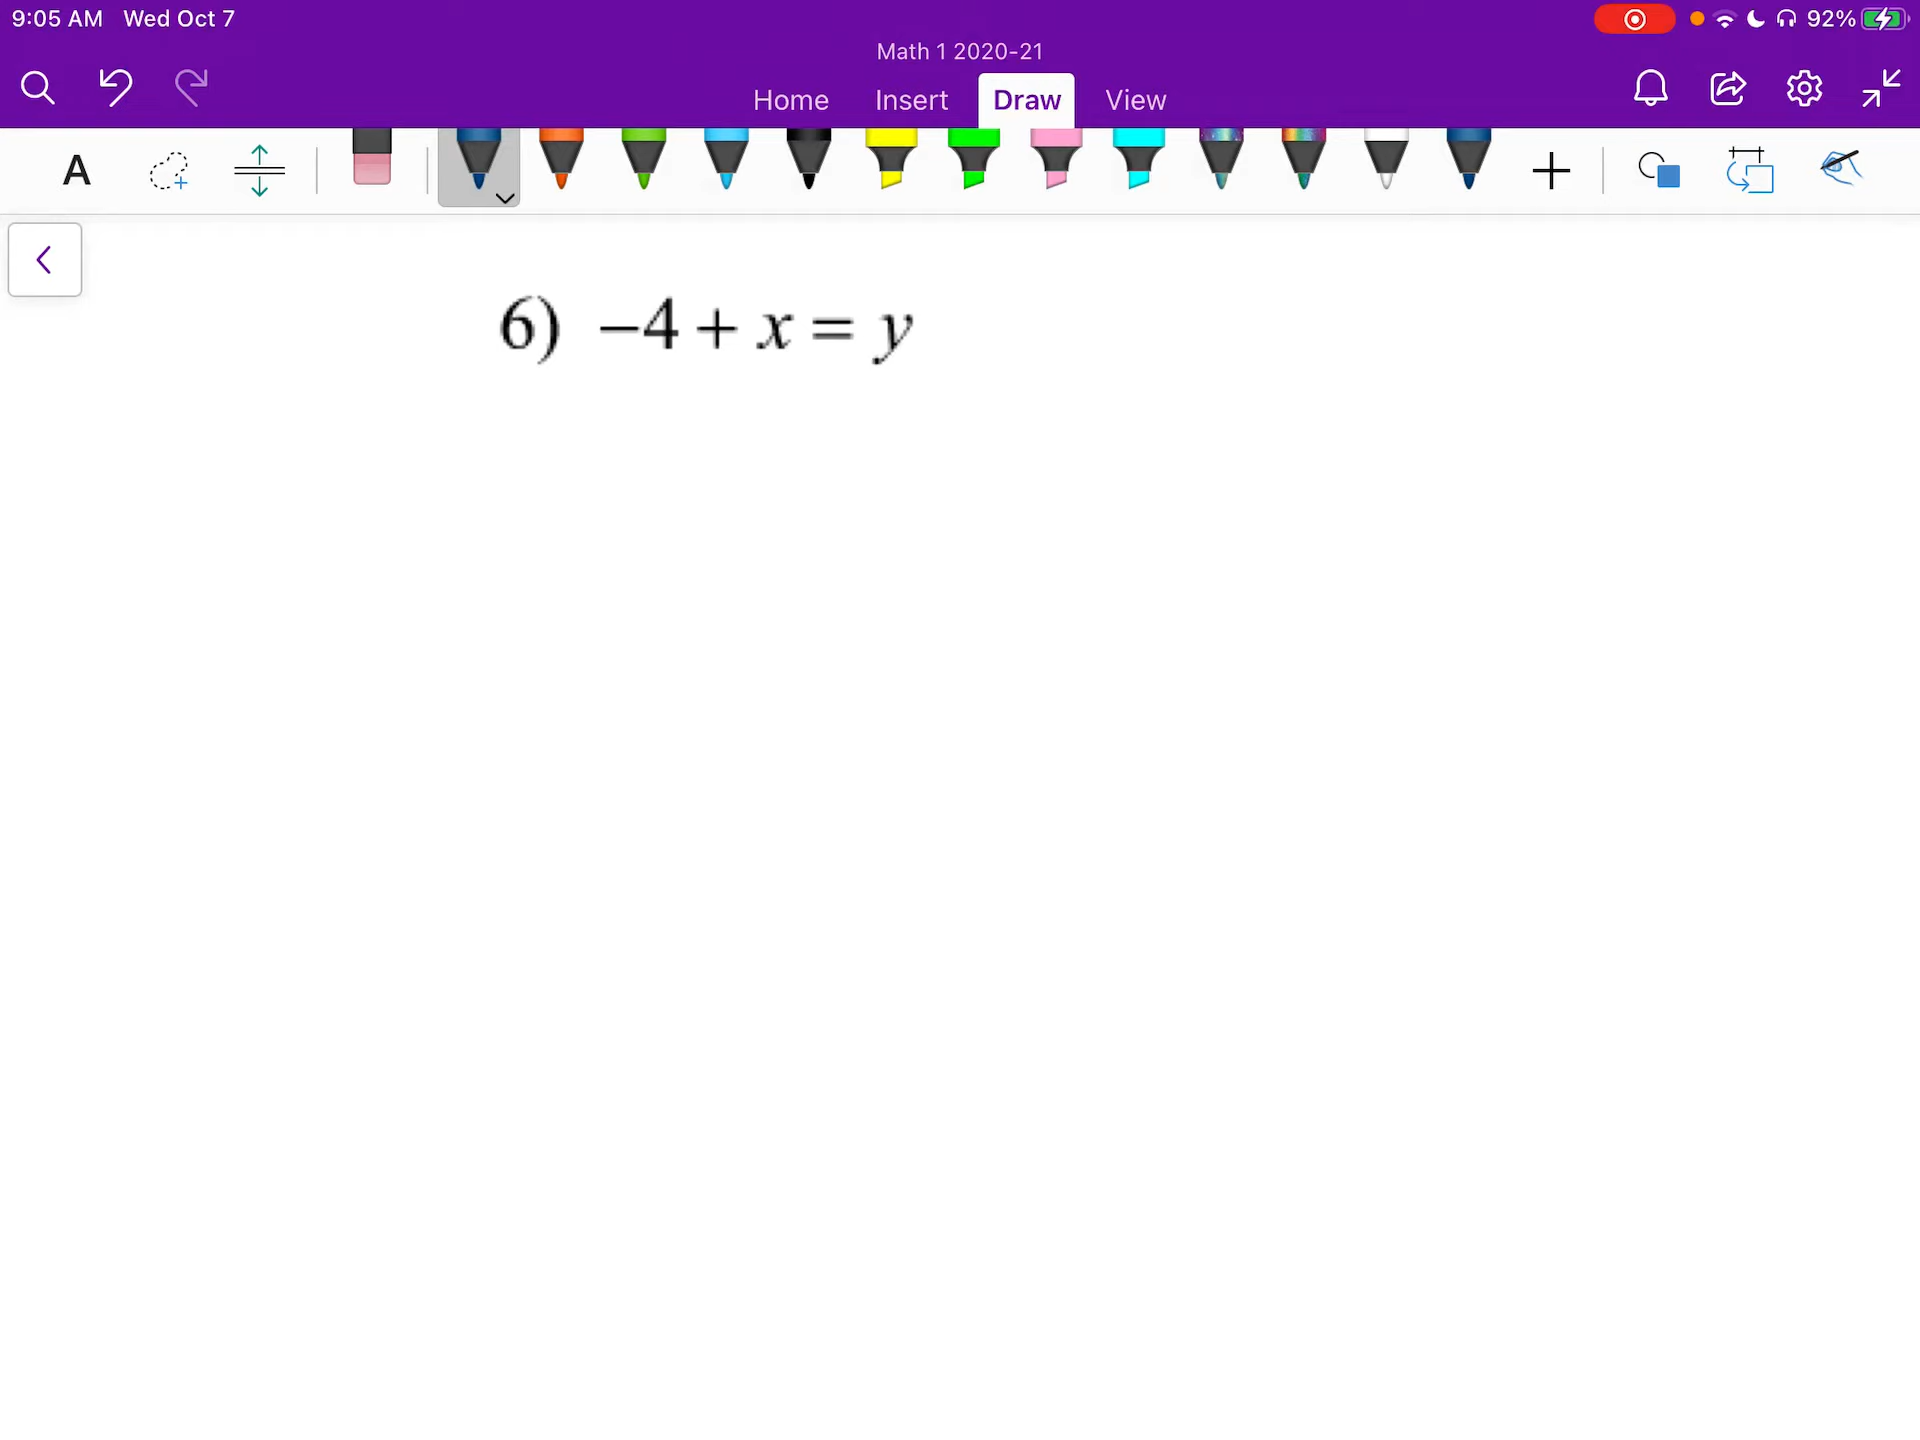 9:05 AM Wed Oct 7 92%
Math 1 2020-21
Home Insert Draw View
A
6) −4 + x = y